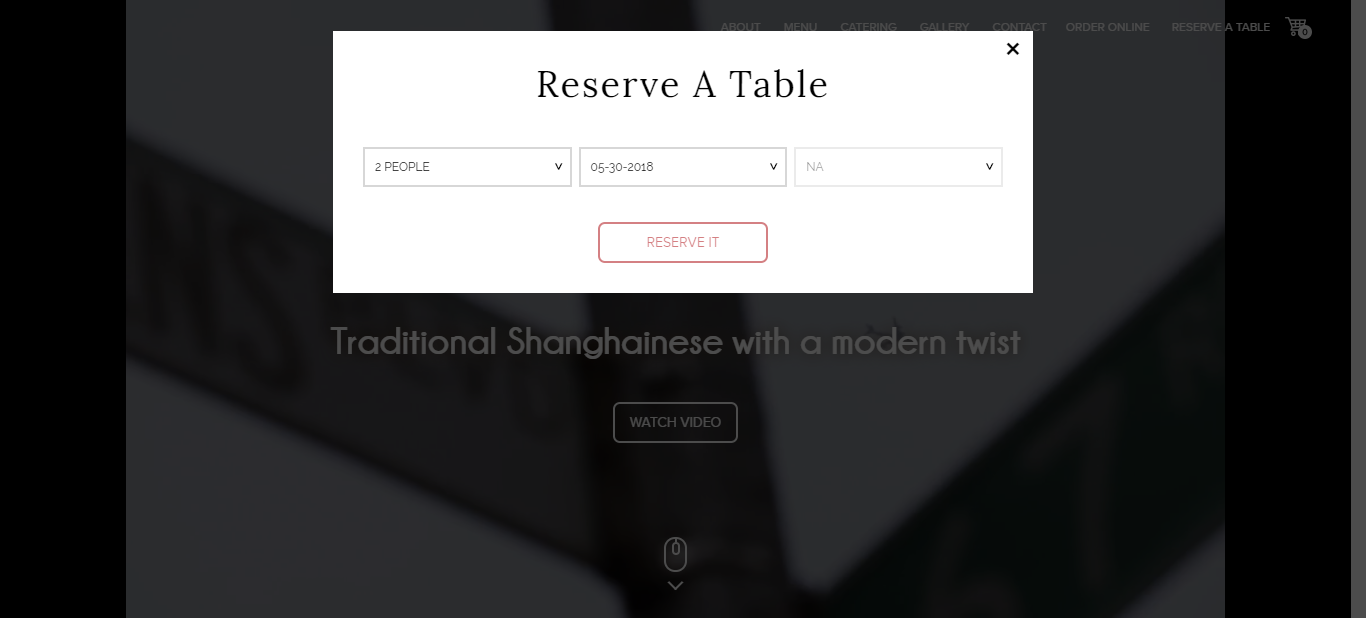 ABOUT MENU CATERING GALLERY CONTACT ORDER ONLINE RESERVE A TABLE 0
Reserve A Table
2 PEOPLE 05-30-2018 NA
RESERVE IT
Traditional Shanghainese with a modern twist
WATCH VIDEO